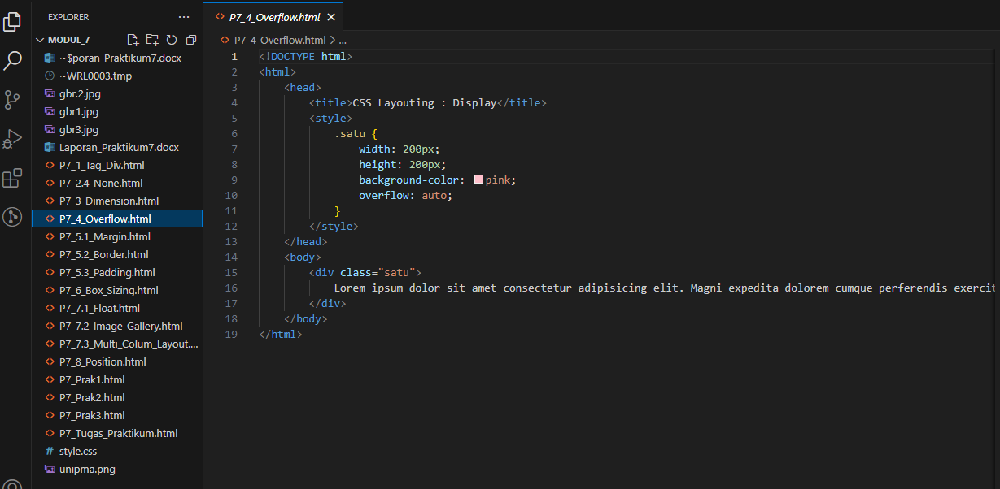 EXPLORER
···
MODUL_7
~$poran_Praktikum7.docx
~WRL0003.tmp
gbr.2.jpg
gbr1.jpg
gbr3.jpg
Laporan_Praktikum7.docx
P7_1_Tag_Div.html
P7_2.4_None.html
P7_3_Dimension.html
P7_4_Overflow.html
P7_5.1_Margin.html
P7_5.2_Border.html
P7_5.3_Padding.html
P7_6_Box_Sizing.html
P7_7.1_Float.html
P7_7.2_Image_Gallery.html
P7_7.3_Multi_Colum_Layout....
P7_8_Position.html
P7_Prak1.html
P7_Prak2.html
P7_Prak3.html
P7_Tugas_Praktikum.html
# style.css
unipma.png
<> P7_4_Overflow.html ×
<> P7_4_Overflow.html > ...
1 <!DOCTYPE html>
2 <html>
3 <head>
4 <title>CSS Layouting : Display</title>
5 <style>
6 .satu {
7 width: 200px;
8 height: 200px;
9 background-color: pink;
10 overflow: auto;
11 }
12 </style>
13 </head>
14 <body>
15 <div class="satu">
16 Lorem ipsum dolor sit amet consectetur adipisicing elit. Magni expedita dolorem cumque perferendis exercit
17 </div>
18 </body>
19 </html>